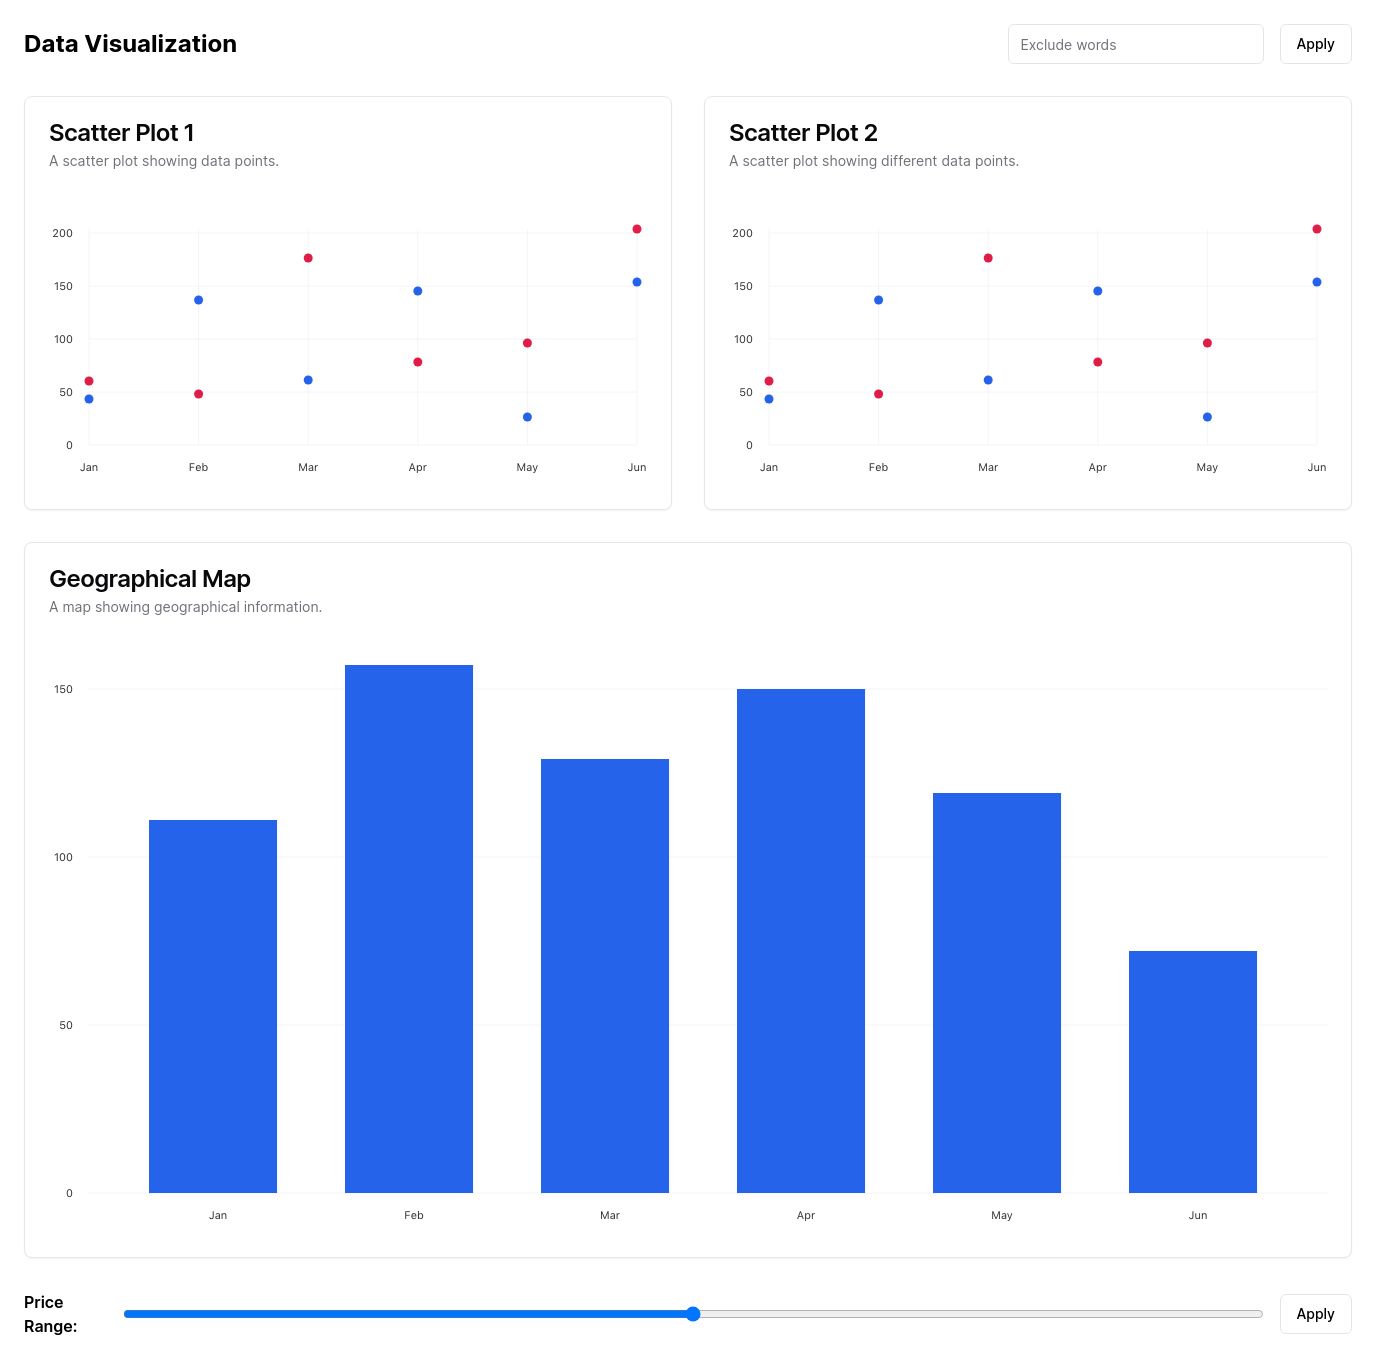 Data Visualization
Exclude words
Apply
Scatter Plot 1
A scatter plot showing data points.
200
150
100
50
0
Jan Feb Mar Apr May Jun
Scatter Plot 2
A scatter plot showing different data points.
200
150
100
50
0
Jan Feb Mar Apr May Jun
Geographical Map
A map showing geographical information.
150
100
50
0
Jan Feb Mar Apr May Jun
Price
Range:
Apply